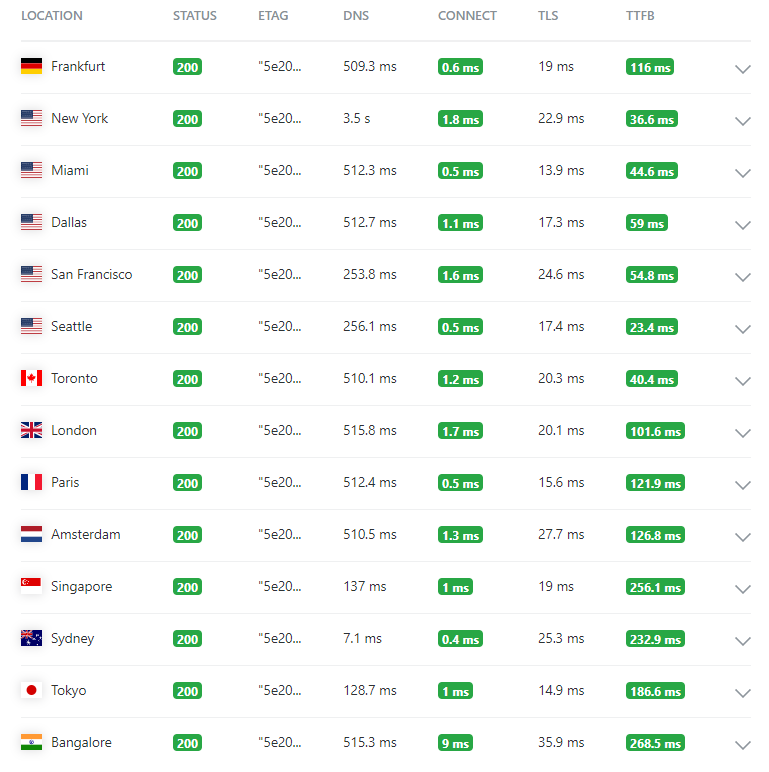 LOCATION STATUS ETAG DNS CONNECT TLS TTFB
Frankfurt 200 "5e20... 509.3 ms 0.6 ms 19 ms 116 ms
New York 200 "5e20... 3.5 s 1.8 ms 22.9 ms 36.6 ms
Miami 200 "5e20... 512.3 ms 0.5 ms 13.9 ms 44.6 ms
Dallas 200 "5e20... 512.7 ms 1.1 ms 17.3 ms 59 ms
San Francisco 200 "5e20... 253.8 ms 1.6 ms 24.6 ms 54.8 ms
Seattle 200 "5e20... 256.1 ms 0.5 ms 17.4 ms 23.4 ms
Toronto 200 "5e20... 510.1 ms 1.2 ms 20.3 ms 40.4 ms
London 200 "5e20... 515.8 ms 1.7 ms 20.1 ms 101.6 ms
Paris 200 "5e20... 512.4 ms 0.5 ms 15.6 ms 121.9 ms
Amsterdam 200 "5e20... 510.5 ms 1.3 ms 27.7 ms 126.8 ms
Singapore 200 "5e20... 137 ms 1 ms 19 ms 256.1 ms
Sydney 200 "5e20... 7.1 ms 0.4 ms 25.3 ms 232.9 ms
Tokyo 200 "5e20... 128.7 ms 1 ms 14.9 ms 186.6 ms
Bangalore 200 "5e20... 515.3 ms 9 ms 35.9 ms 268.5 ms